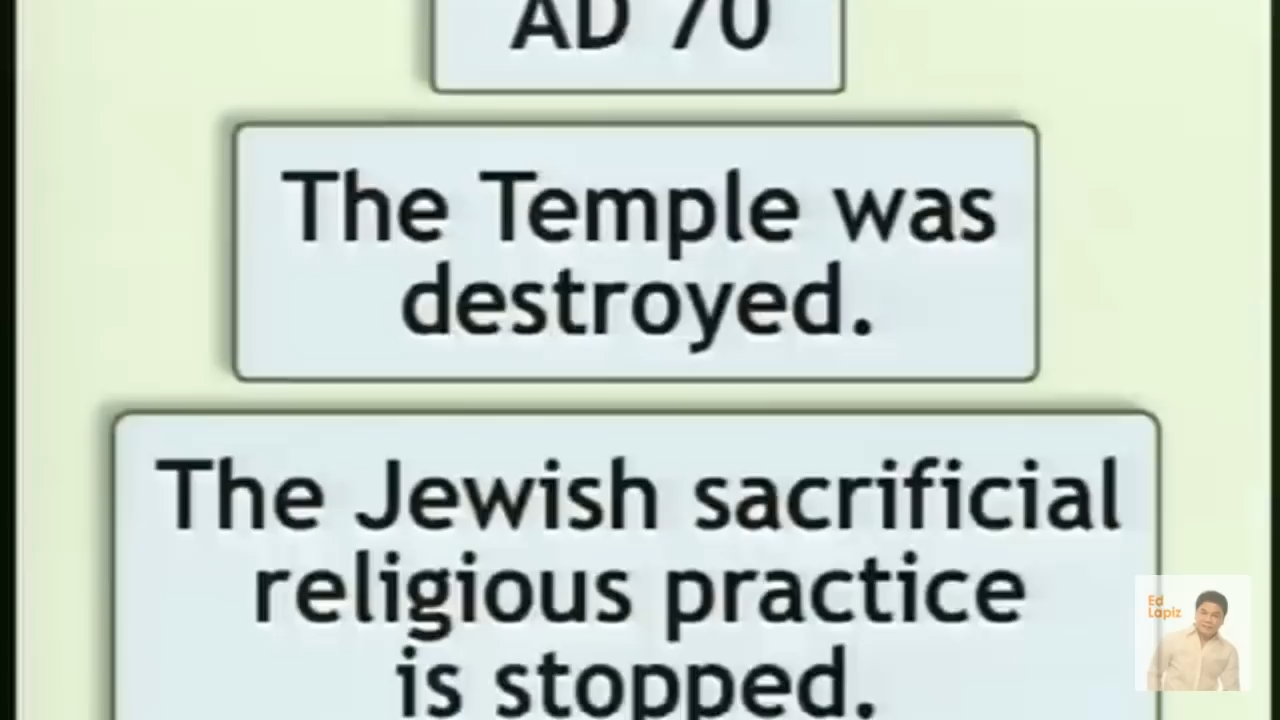 AD 70
The Temple was
destroyed.
The Jewish sacrificial
religious practice
is stopped.
Ed
Lapiz